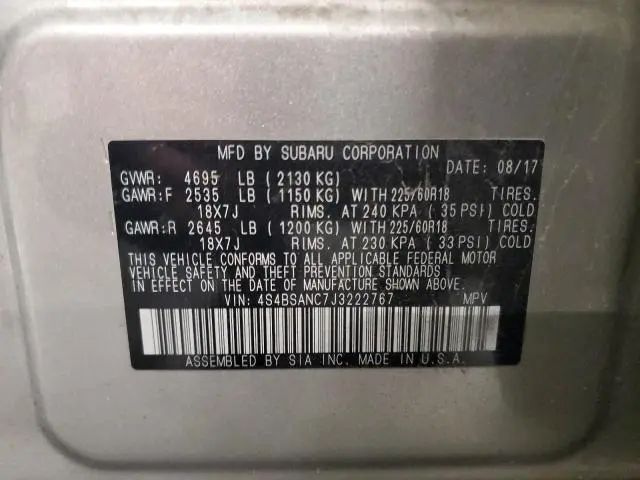 MFD BY SUBARU CORPORATION
DATE: 08/17
GVWR: 4695 LB (2130 KG)
GAWR:F 2535 LB (1150 KG) WITH 225/60R18 TIRES.
18X7J RIMS. AT 240 KPA (35 PSI) COLD
GAWR:R 2645 LB (1200 KG) WITH 225/60R18 TIRES.
18X7J RIMS. AT 230 KPA (33 PSI) COLD
THIS VEHICLE CONFORMS TO ALL APPLICABLE FEDERAL MOTOR
VEHICLE SAFETY AND THEFT PREVENTION STANDARDS IN EFFECT
ON THE DATE OF MANUFACTURE SHOWN ABOVE.
VIN: 4S4BSANC7J3222767 MPV
ASSEMBLED BY SIA INC. MADE IN U.S.A.